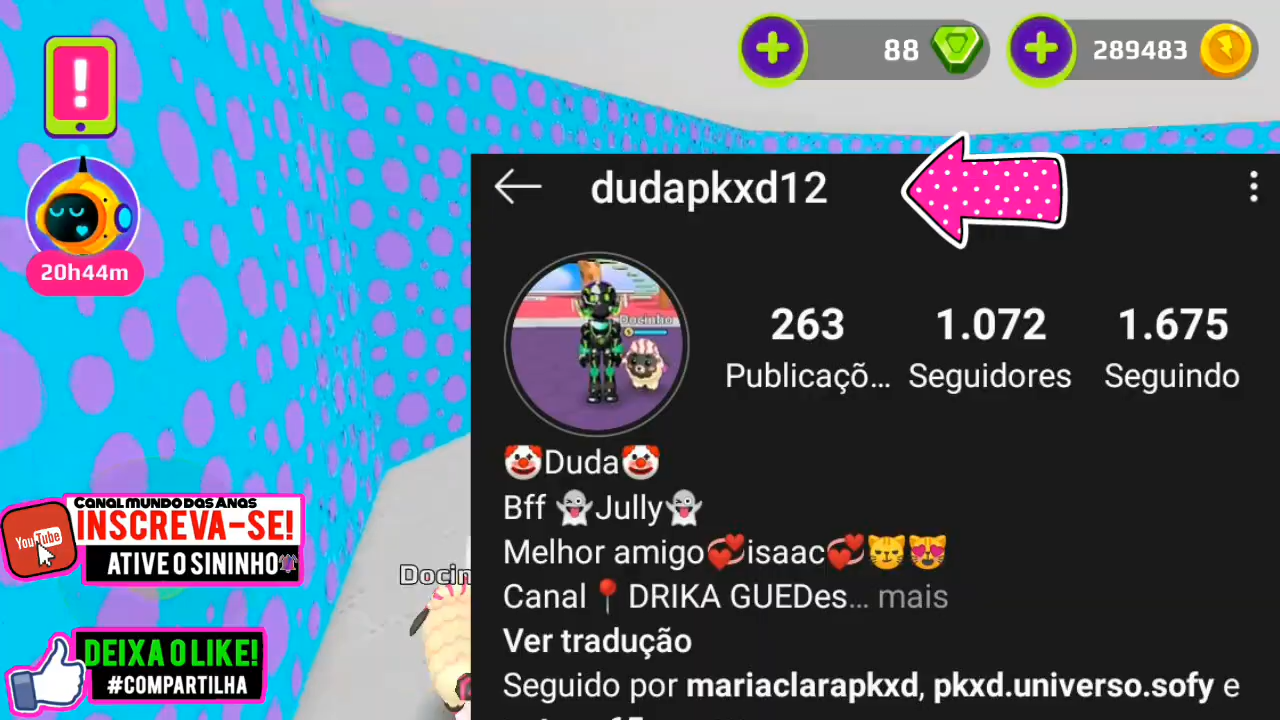 88
289483
20h44m
dudapkxd12
Docinho
263
1.072
1.675
Publicaçõ...
Seguidores
Seguindo
🤡Duda🤡
Bff 👻Jully👻
Melhor amigo💞isaac💞😼😻
Canal📍DRIKA GUEDes... mais
Ver tradução
Seguido por mariaclarapkxd, pkxd.universo.sofy e
Docin
CANAL MUNDO DAS ANAS
YouTube
INSCREVA-SE!
ATIVE O SININHO
DEIXA O LIKE!
#COMPARTILHA